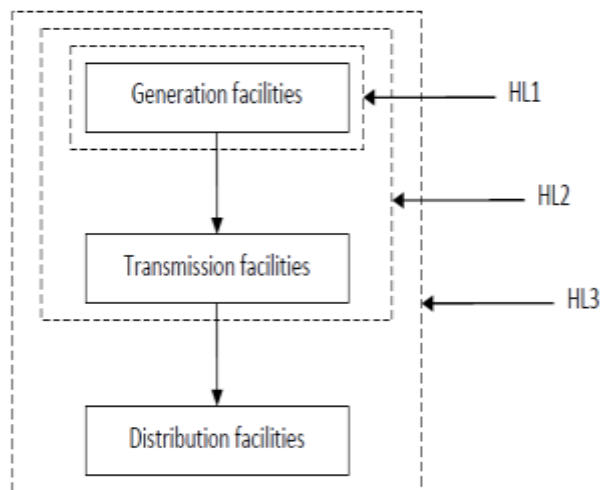 Generation facilities
HL1
HL2
Transmission facilities
HL3
Distribution facilities